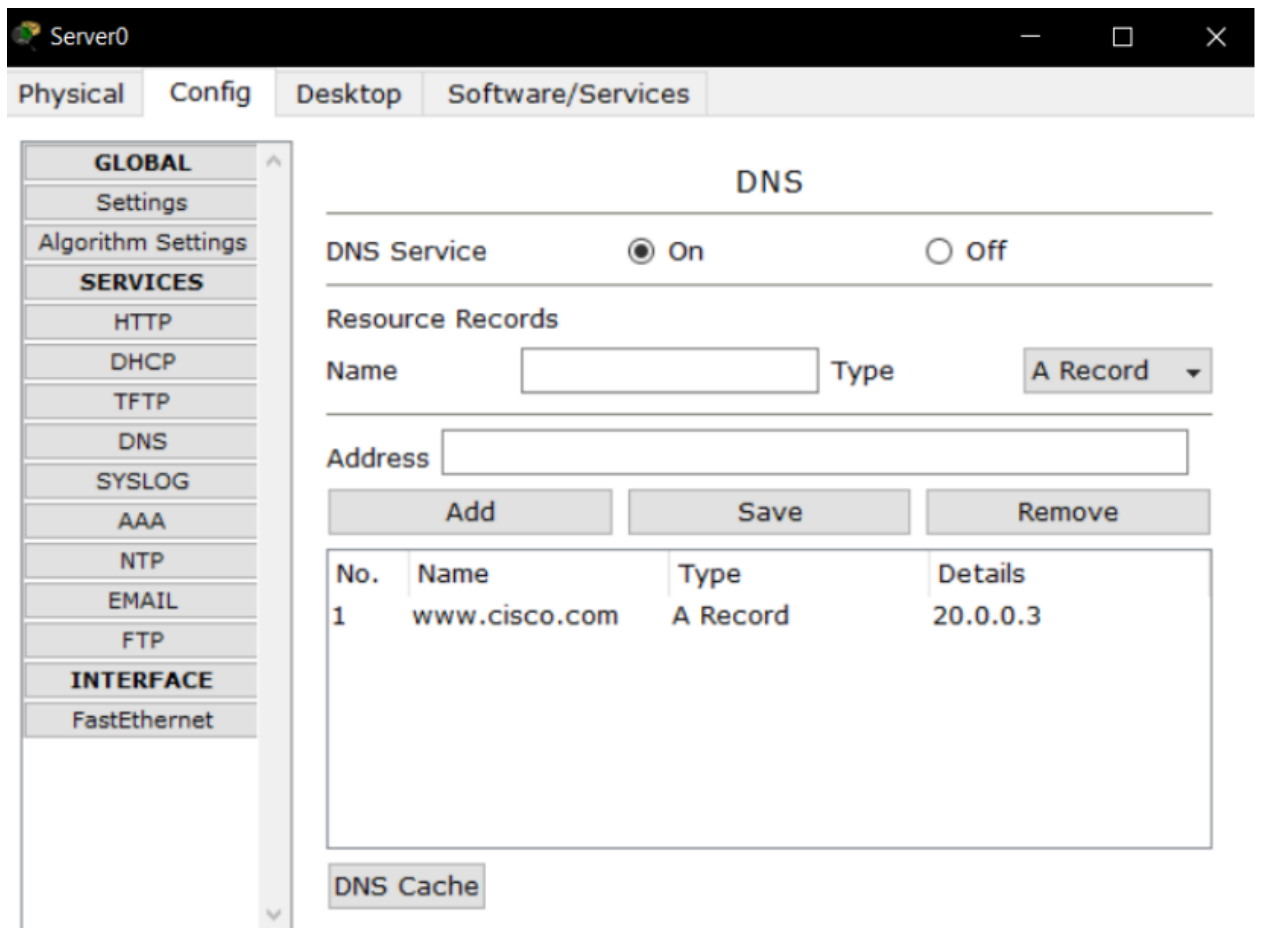 Server0
Physical Config Desktop Software/Services
GLOBAL
Settings
Algorithm Settings
SERVICES
HTTP
DHCP
TFTP
DNS
SYSLOG
AAA
NTP
EMAIL
FTP
INTERFACE
FastEthernet
DNS
DNS Service On Off
Resource Records
Name Type A Record
Address
Add Save Remove
No. Name Type Details
1 www.cisco.com A Record 20.0.0.3
DNS Cache